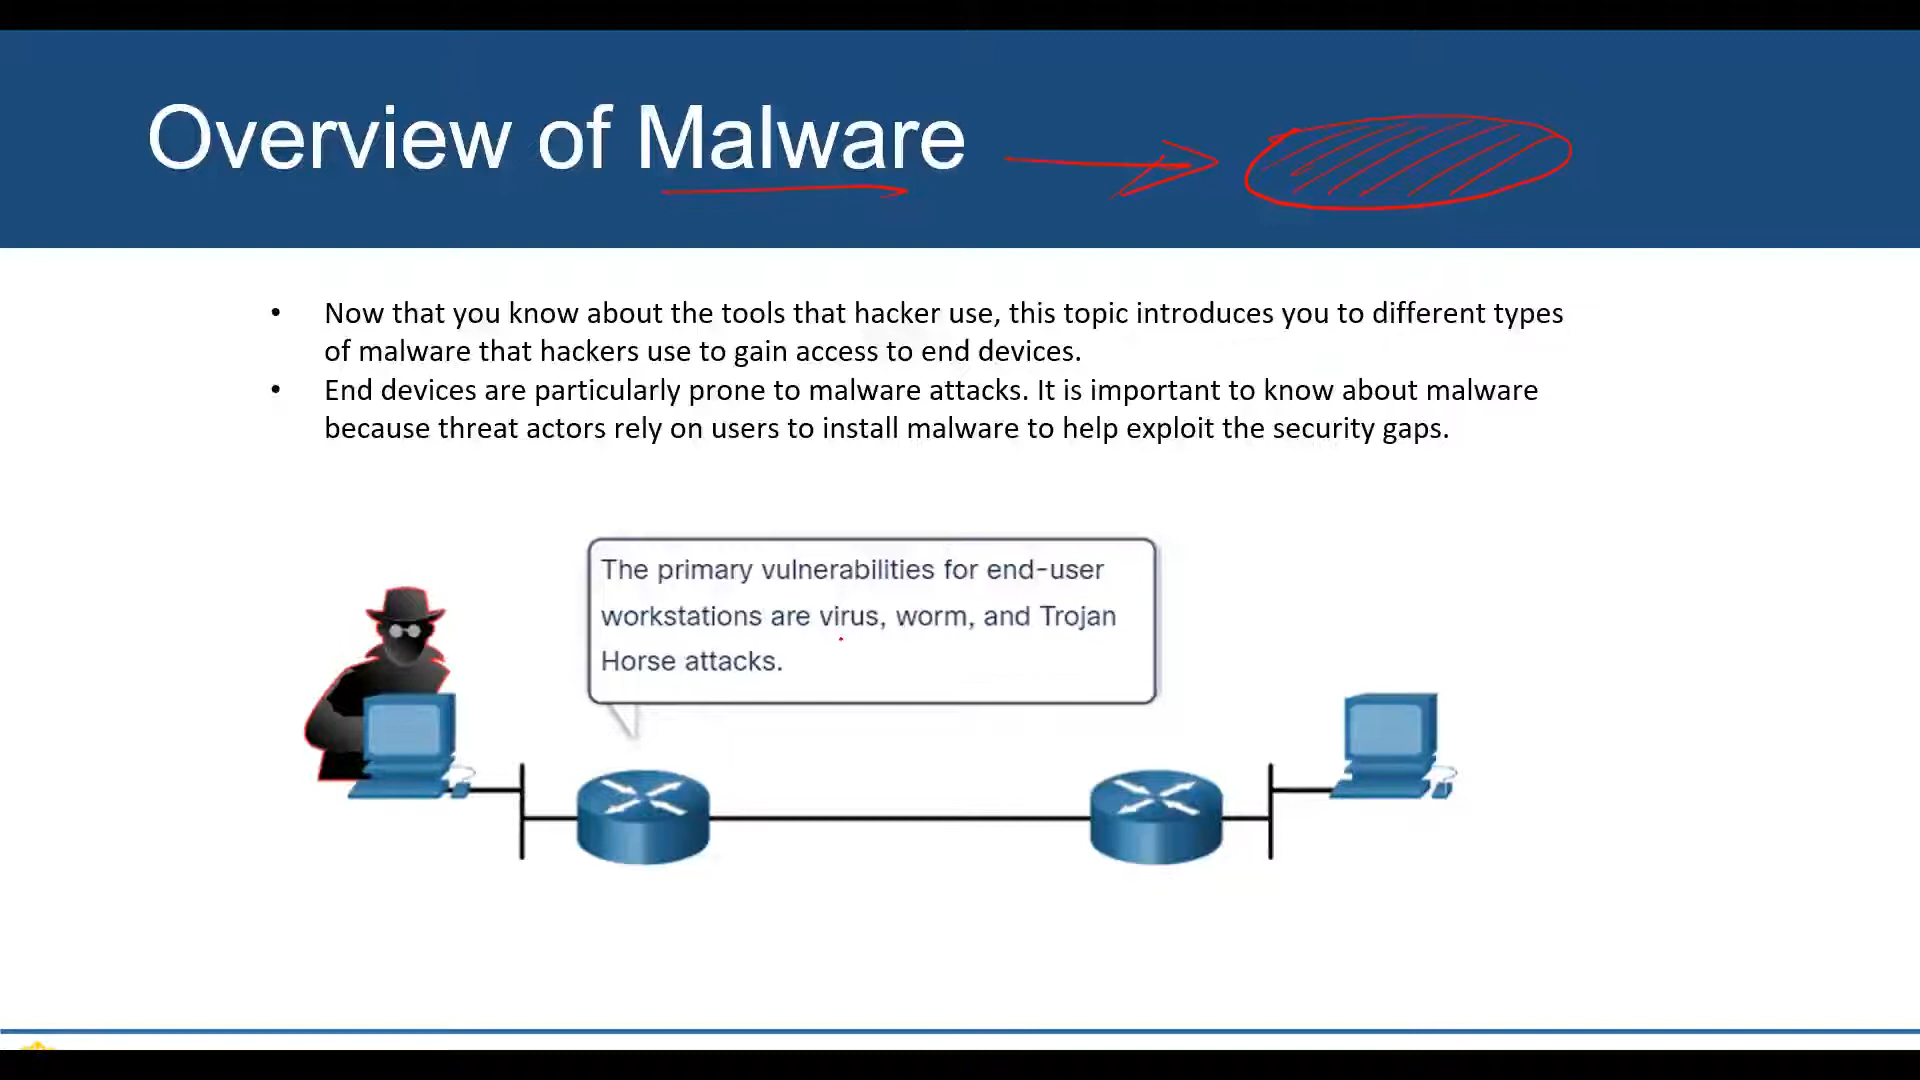 Overview of Malware
• Now that you know about the tools that hacker use, this topic introduces you to different types
of malware that hackers use to gain access to end devices.
• End devices are particularly prone to malware attacks. It is important to know about malware
because threat actors rely on users to install malware to help exploit the security gaps.
The primary vulnerabilities for end-user
workstations are virus, worm, and Trojan
Horse attacks.